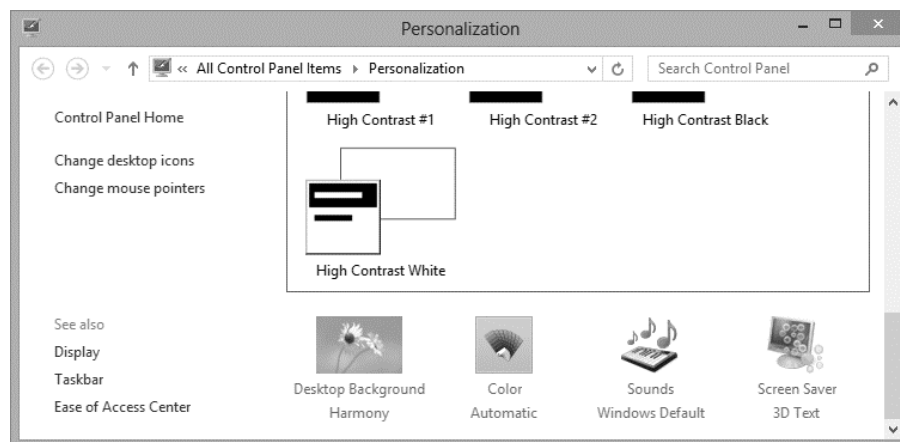 Personalization
« All Control Panel Items Personalization
Search Control Panel
Control Panel Home
Change desktop icons
Change mouse pointers
High Contrast #1 High Contrast #2 High Contrast Black
High Contrast White
See also
Display
Taskbar
Ease of Access Center
Desktop Background
Harmony
Color
Automatic
Sounds
Windows Default
Screen Saver
3D Text